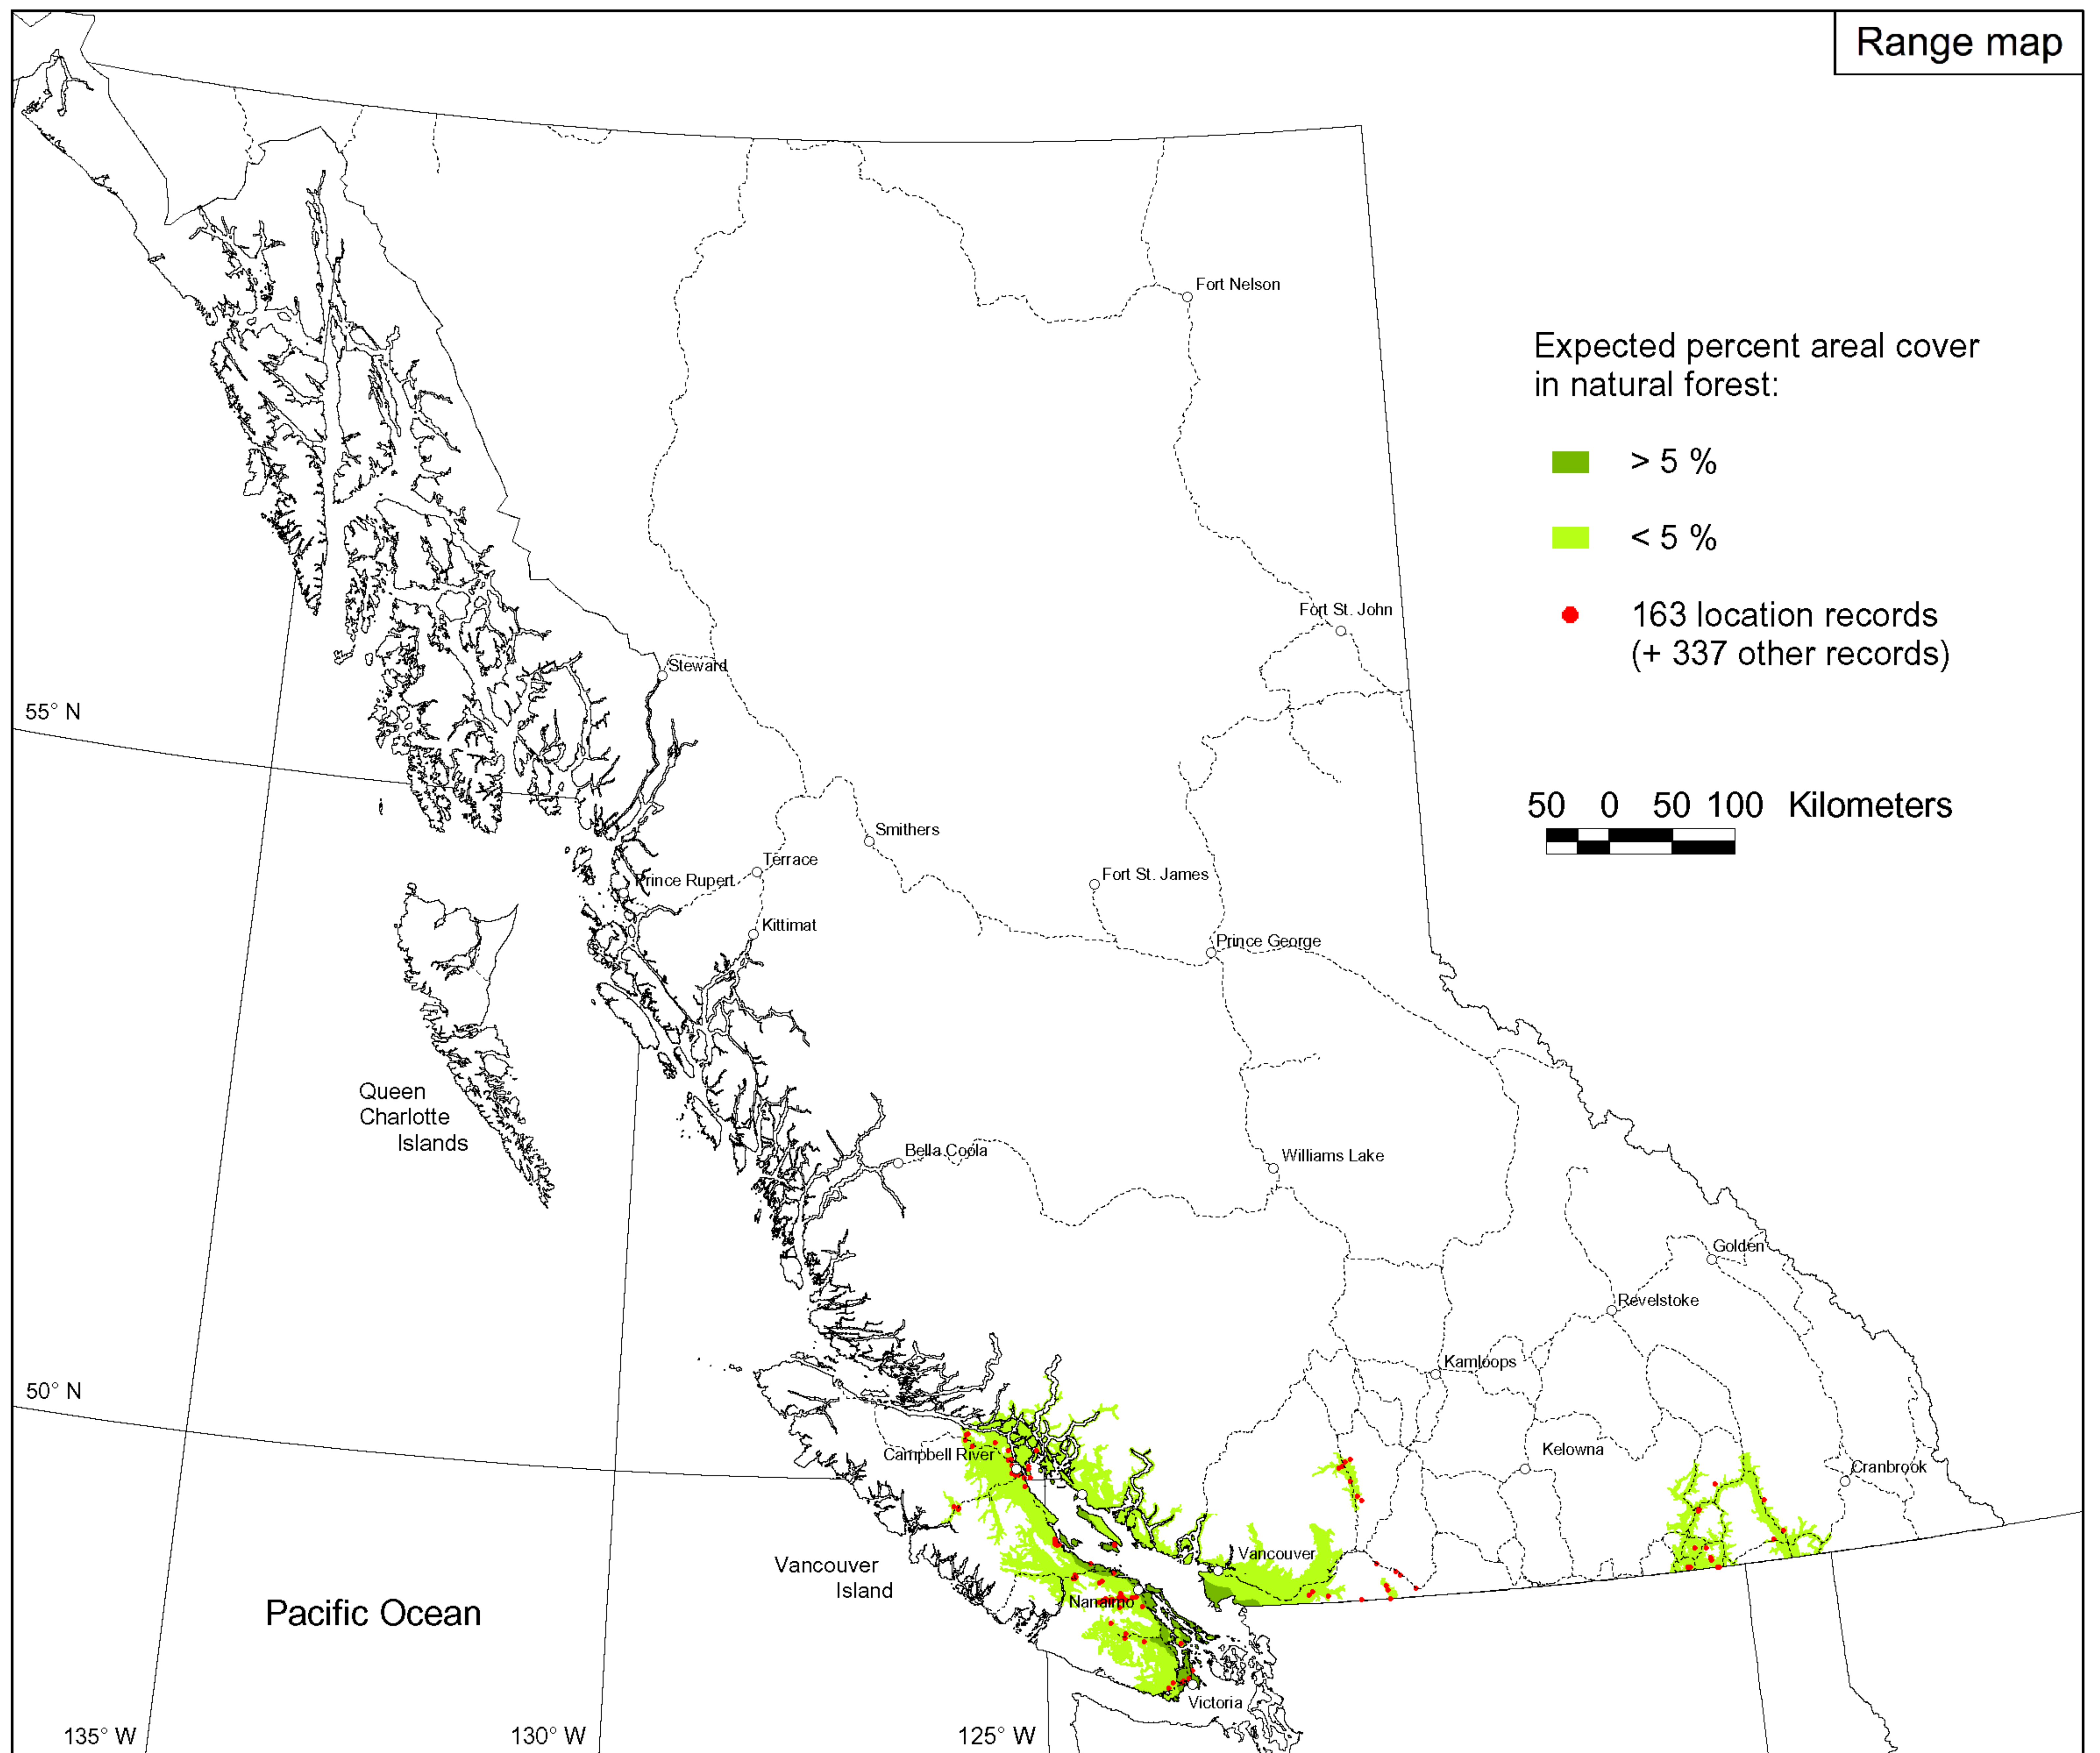 Range map
Fort Nelson
Expected percent areal cover
in natural forest:
> 5 %
< 5 %
163 location records
(+ 337 other records)
Fort St. John
Steward
55° N
50 0 50 100 Kilometers
Smithers
Terrace
Prince Rupert
Fort St. James
Kittimat
Prince George
Queen
Charlotte
Islands
Bella Coola
Williams Lake
Golden
Revelstoke
Kamloops
50° N
Campbell River
Kelowna
Cranbrook
Vancouver
Vancouver
Island
Nanaimo
Pacific Ocean
Victoria
135° W
130° W
125° W